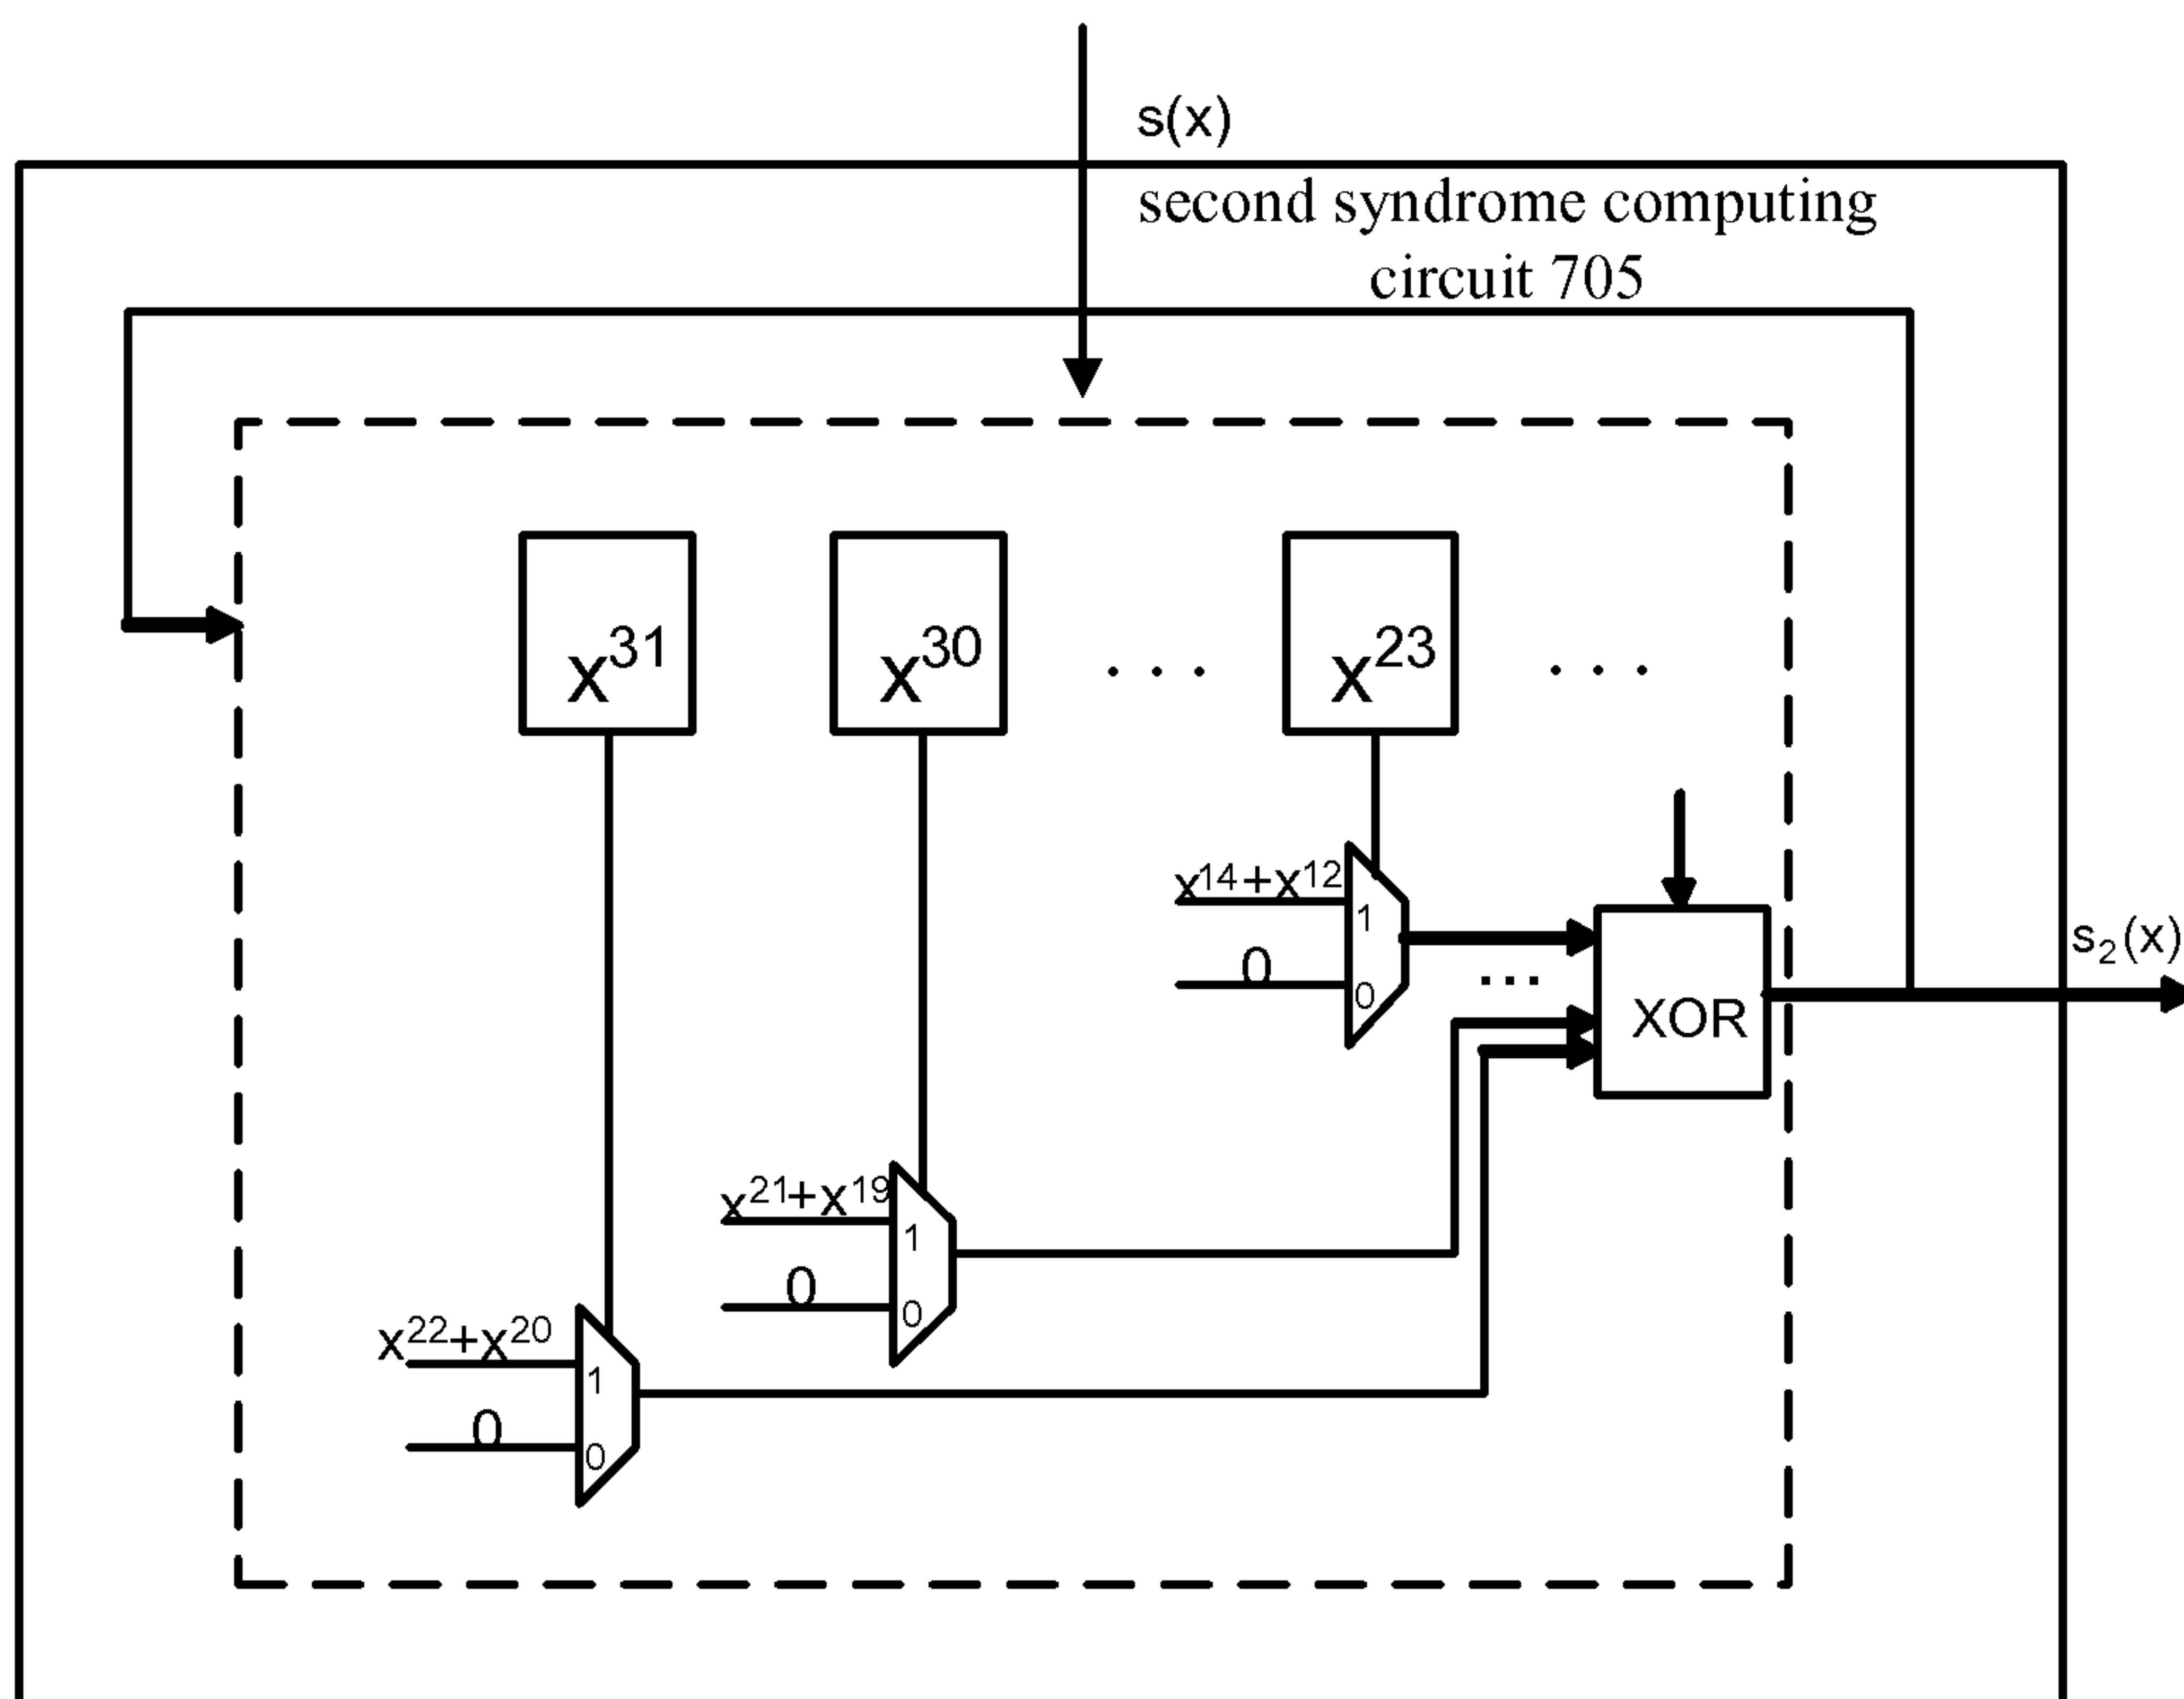 s(x)
second syndrome computing
circuit 705
x³¹ x³⁰ ... x²³ ...
x¹⁴+x¹²
1
0
0
...
XOR
s₂(x)
x²¹+x¹⁹
1
0
0
x²²+x²⁰
1
0
0